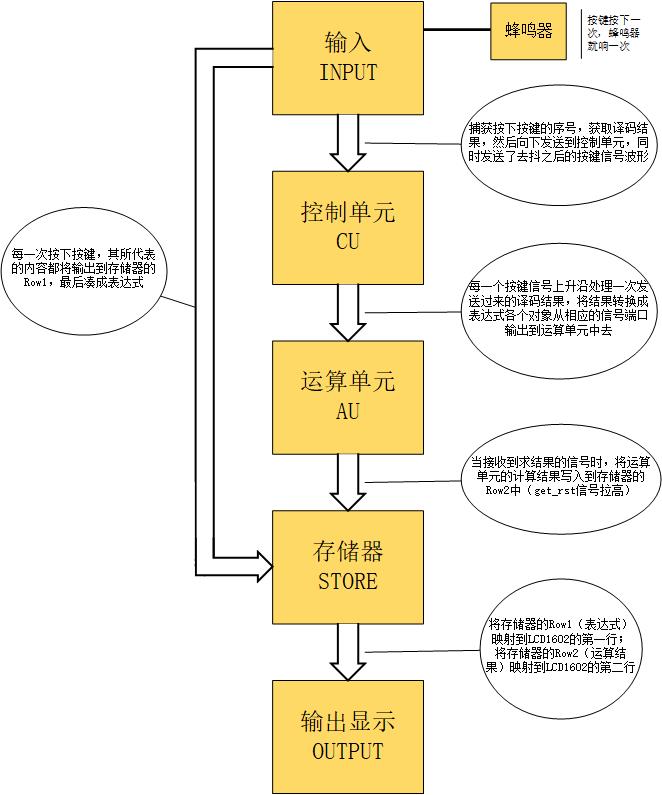 输入
INPUT
蜂鸣器
按键按下一
次，蜂鸣器
就响一次
捕获按下按键的序号，获取译码结
果，然后向下发送到控制单元，同
时发送了去抖之后的按键信号波形
控制单元
CU
每一次按下按键，其所代表
的内容都将输出到存储器的
Row1，最后凑成表达式
每一个按键信号上升沿处理一次发
送过来的译码结果，将结果转换成
表达式各个对象从相应的信号端口
输出到运算单元中去
运算单元
AU
当接收到求结果的信号时，将运算
单元的计算结果写入到存储器的
Row2中（get_rst信号拉高）
存储器
STORE
将存储器的Row1（表达式）
映射到LCD1602的第一行；
将存储器的Row2（运算结
果）映射到LCD1602的第二行
输出显示
OUTPUT